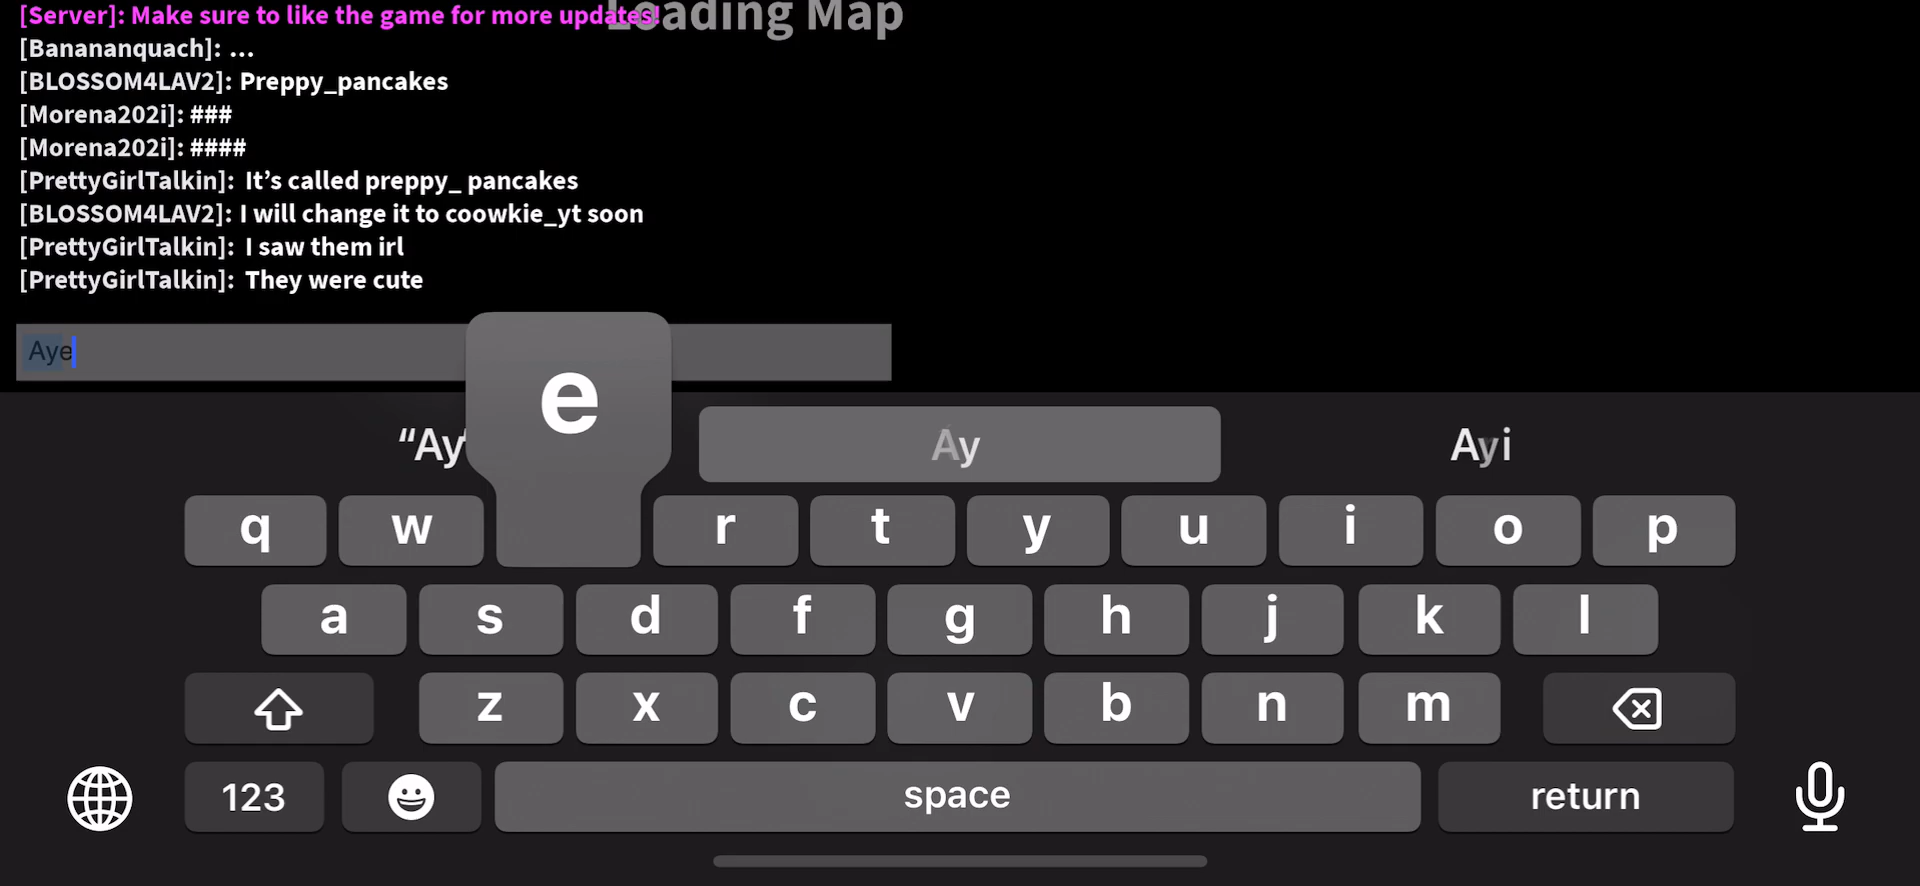 Loading Map
[Server]: Make sure to like the game for more updates!
[Banananquach]: ...
[BLOSSOM4LAV2]: Preppy_pancakes
[Morena202i]: ###
[Morena202i]: ####
[PrettyGirlTalkin]: It’s called preppy_ pancakes
[BLOSSOM4LAV2]: I will change it to coowkie_yt soon
[PrettyGirlTalkin]: I saw them irl
[PrettyGirlTalkin]: They were cute
Aye
e
“Ay Ay Ayi
q w r t y u i o p
a s d f g h j k l
z x c v b n m
123 space return